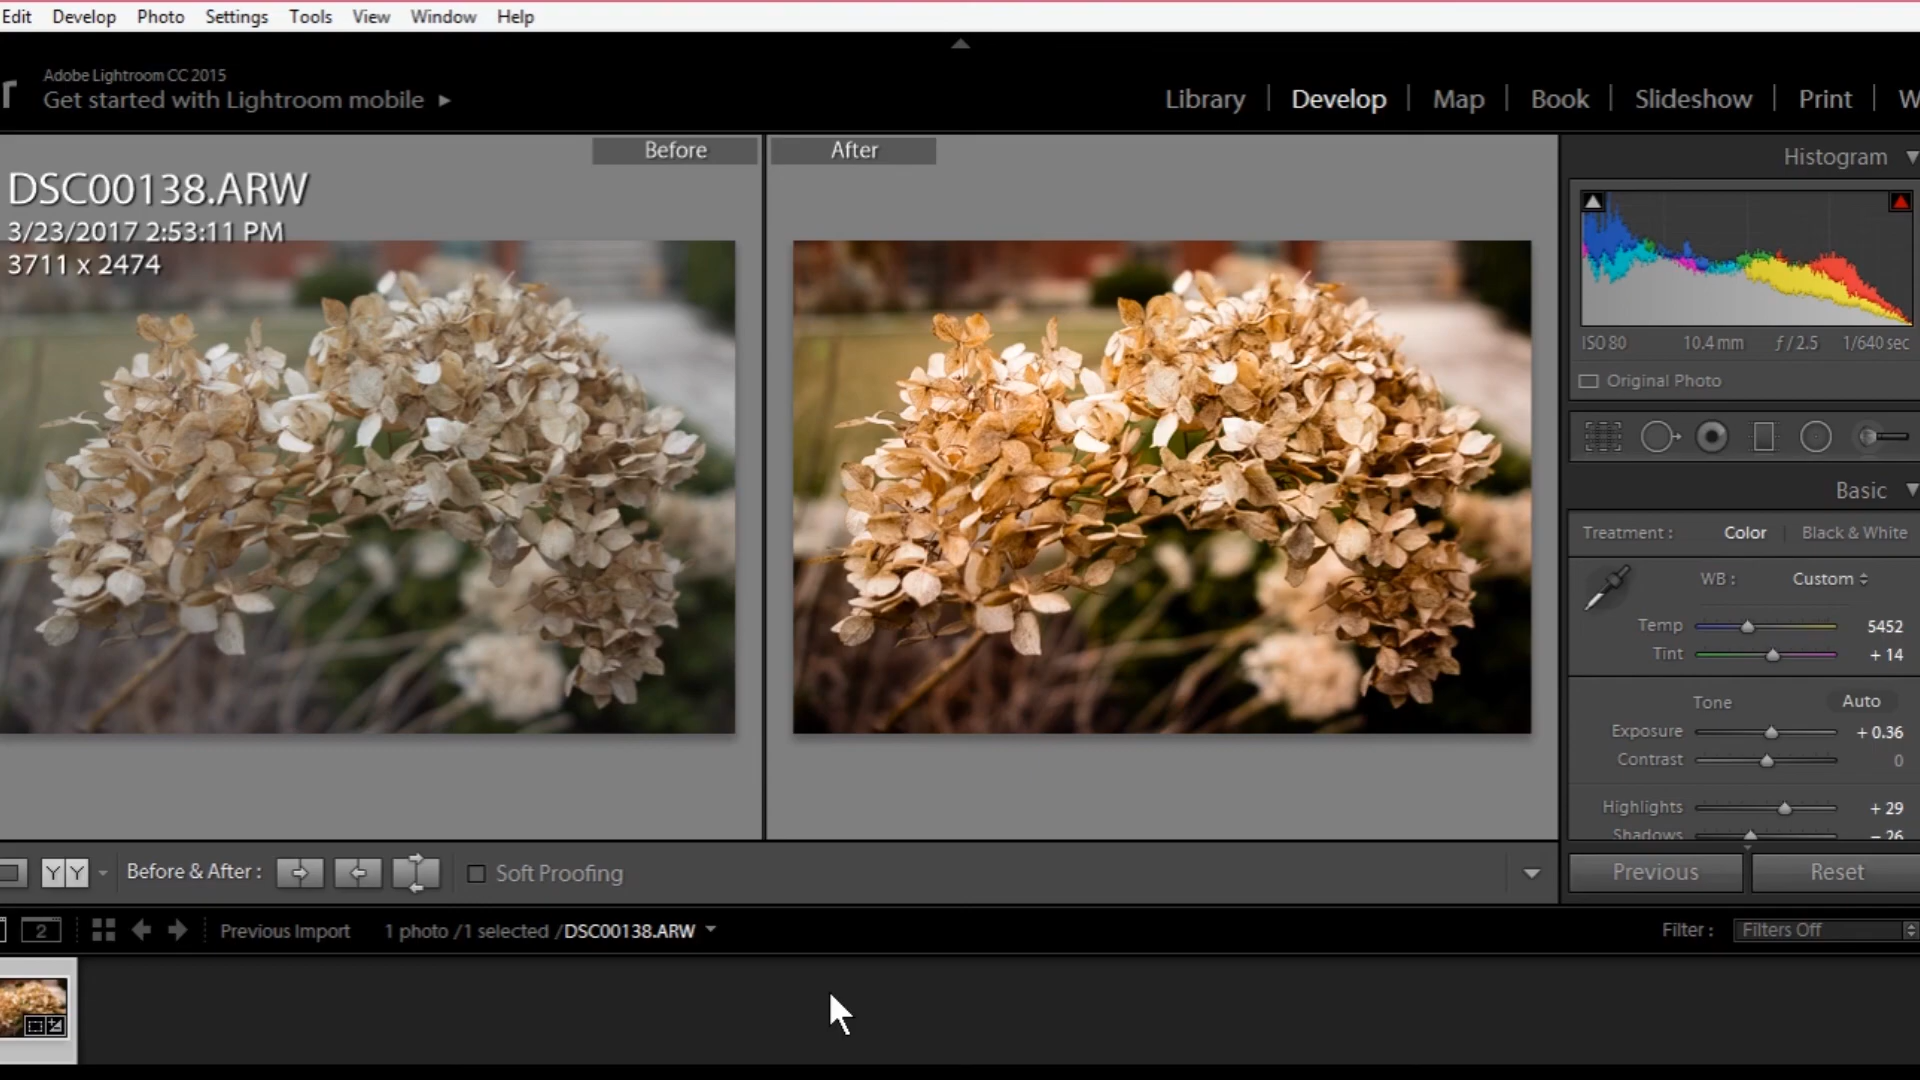 Edit Develop Photo Settings Tools View Window Help
Adobe Lightroom CC 2015
Get started with Lightroom mobile
Library | Develop | Map | Book | Slideshow | Print |
Before
After
Histogram
DSC00138.ARW
3/23/2017 2:53:11 PM
3711 x 2474
ISO 80 10.4 mm ƒ / 2.5 1/640 sec
Original Photo
Basic
Treatment : Color Black & White
WB : Custom
Temp 5452
Tint + 14
Tone Auto
Exposure + 0.36
Contrast 0
Highlights + 29
Shadows − 26
Previous Reset
Y Y Before & After : Soft Proofing
2 Previous Import 1 photo / 1 selected / DSC00138.ARW
Filter : Filters Off